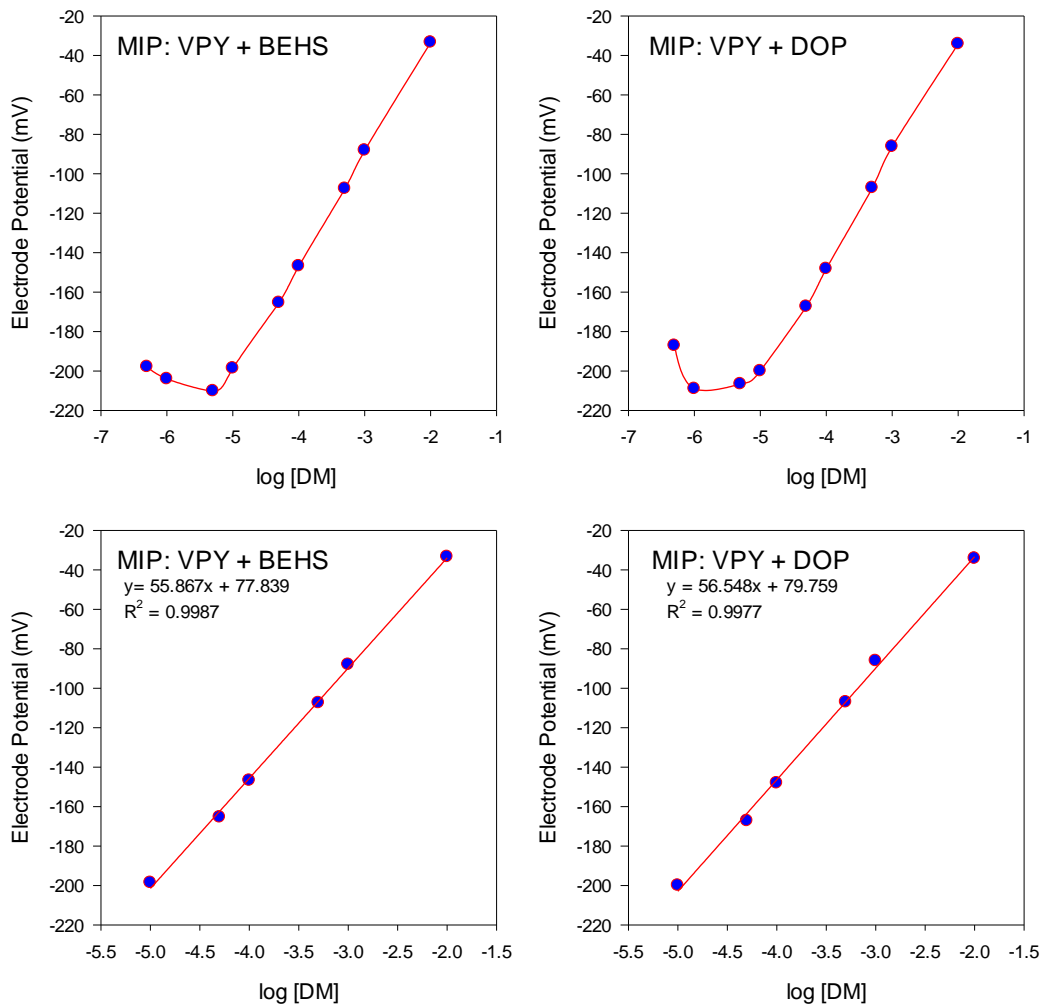 MIP: VPY + BEHS
Electrode Potential (mV)
-20
-40
-60
-80
-100
-120
-140
-160
-180
-200
-220
-7 -6 -5 -4 -3 -2 -1
log [DM]
MIP: VPY + DOP
Electrode Potential (mV)
-20
-40
-60
-80
-100
-120
-140
-160
-180
-200
-220
-7 -6 -5 -4 -3 -2 -1
log [DM]
MIP: VPY + BEHS
y= 55.867x + 77.839
R² = 0.9987
Electrode Potential (mV)
-20
-40
-60
-80
-100
-120
-140
-160
-180
-200
-220
-5.5 -5.0 -4.5 -4.0 -3.5 -3.0 -2.5 -2.0 -1.5
log [DM]
MIP: VPY + DOP
y = 56.548x + 79.759
R² = 0.9977
Electrode Potential (mV)
-20
-40
-60
-80
-100
-120
-140
-160
-180
-200
-220
-5.5 -5.0 -4.5 -4.0 -3.5 -3.0 -2.5 -2.0 -1.5
log [DM]